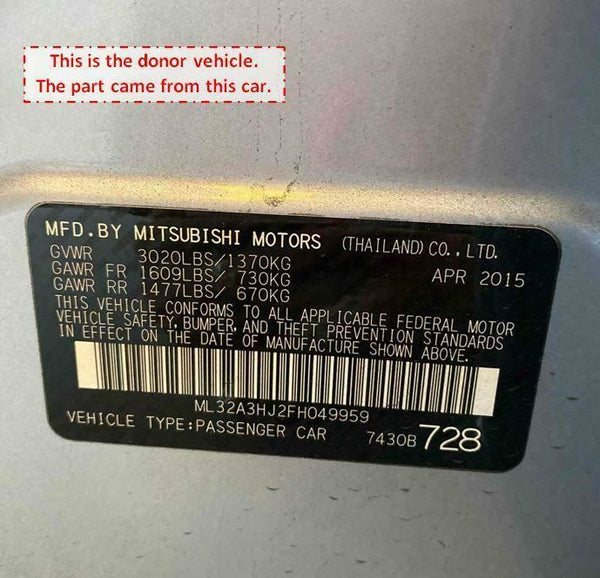 This is the donor vehicle.
The part came from this car.
MFD.BY MITSUBISHI MOTORS (THAILAND) CO., LTD.
GVWR 3020LBS/1370KG
GAWR FR 1609LBS/ 730KG APR 2015
GAWR RR 1477LBS/ 670KG
THIS VEHICLE CONFORMS TO ALL APPLICABLE FEDERAL MOTOR
VEHICLE SAFETY, BUMPER, AND THEFT PREVENTION STANDARDS
IN EFFECT ON THE DATE OF MANUFACTURE SHOWN ABOVE.
ML32A3HJ2FH049959
VEHICLE TYPE:PASSENGER CAR 7430B 728